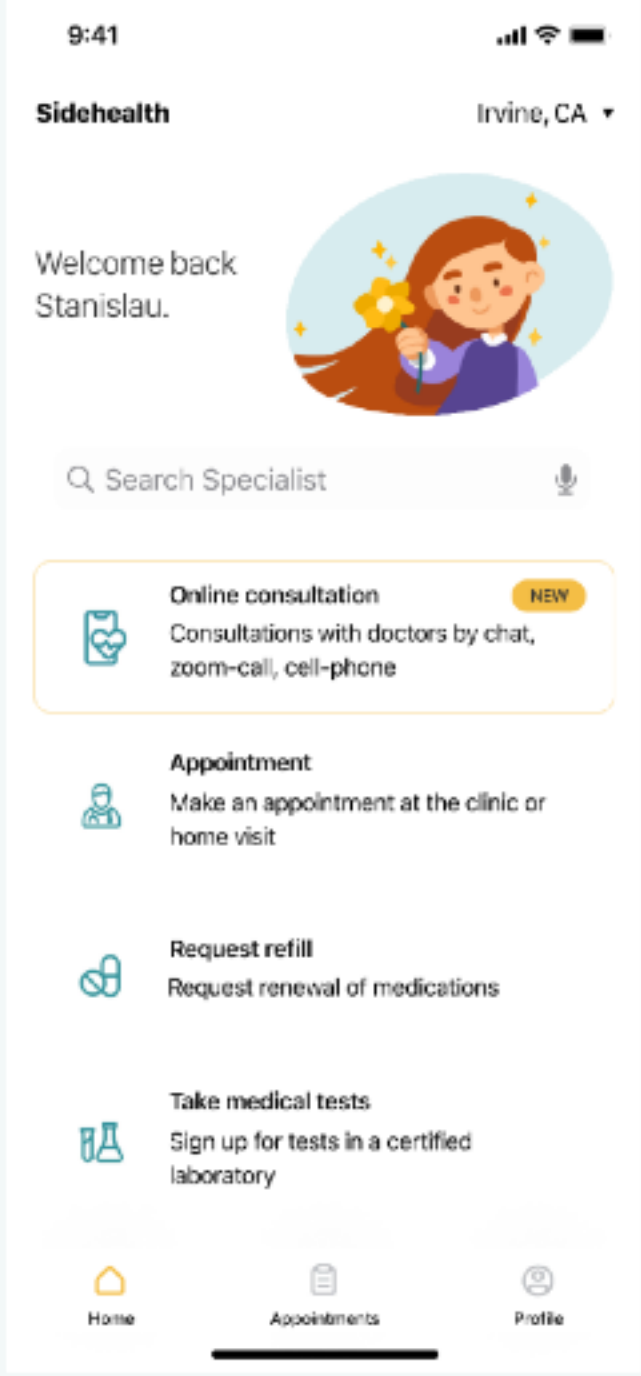 9:41
Sidehealth
Irvine, CA
Welcome back
Stanislau.
Search Specialist
Online consultation
NEW
Consultations with doctors by chat,
zoom-call, cell-phone
Appointment
Make an appointment at the clinic or
home visit
Request refill
Request renewal of medications
Take medical tests
Sign up for tests in a certified
laboratory
Home
Appointments
Profile